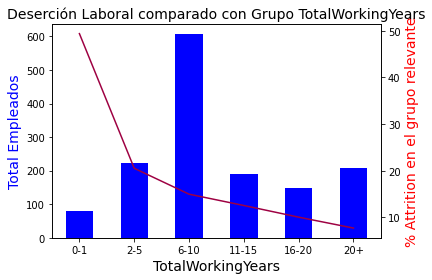 Deserción Laboral comparado con Grupo TotalWorkingYears
600
500
400
300
200
100
0
Total Empleados
50
40
30
20
10
% Attrition en el grupo relevante
0-1 2-5 6-10 11-15 16-20 20+
TotalWorkingYears